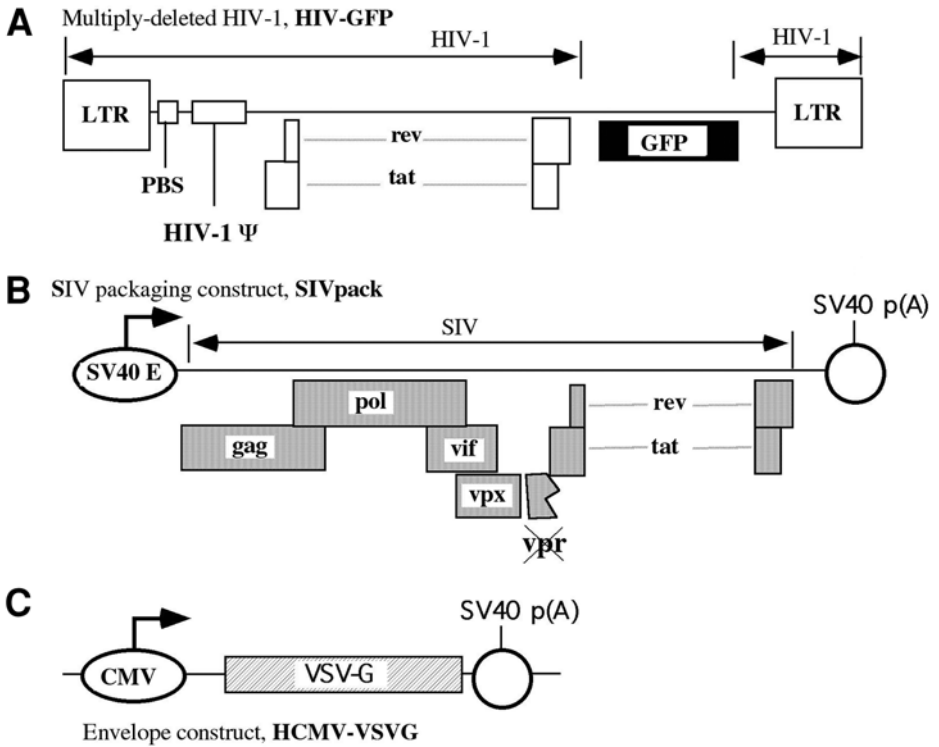 A
Multiply-deleted HIV-1, HIV-GFP
HIV-1
HIV-1
LTR
LTR
rev
GFP
tat
PBS
HIV-1 Ψ
B
SIV packaging construct, SIVpack
SV40 p(A)
SIV
SV40 E
pol
rev
gag
vif
tat
vpx
vpr
C
SV40 p(A)
CMV
VSV-G
Envelope construct, HCMV-VSVG